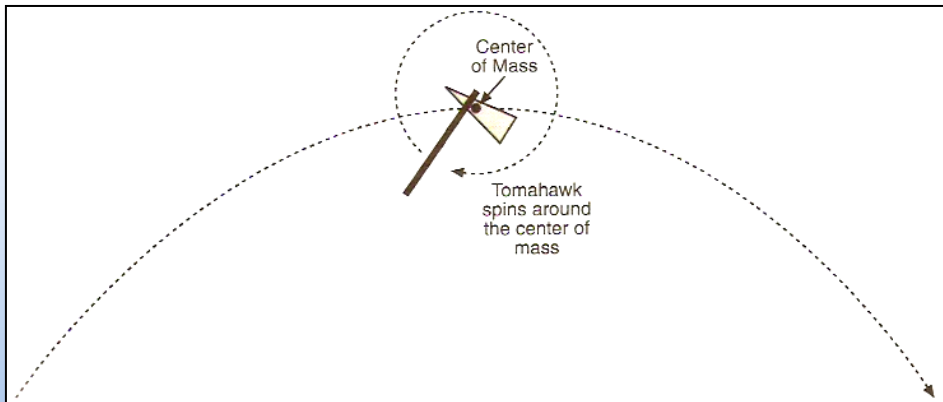 Center
of Mass
Tomahawk
spins around
the center of
mass